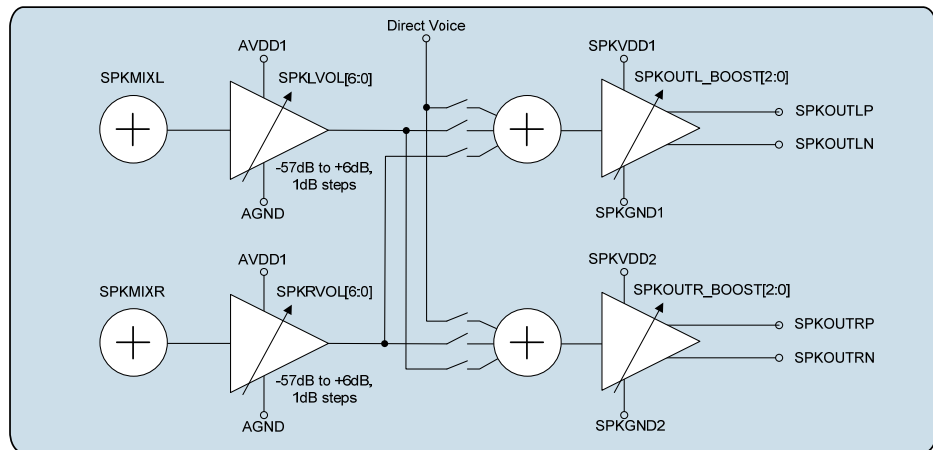 Direct Voice
AVDD1
SPKVDD1
SPKMIXL
SPKLVOL[6:0]
SPKOUTL_BOOST[2:0]
SPKOUTLP
SPKOUTLN
-57dB to +6dB,
1dB steps
AGND
SPKGND1
AVDD1
SPKVDD2
SPKMIXR
SPKRVOL[6:0]
SPKOUTR_BOOST[2:0]
SPKOUTRP
SPKOUTRN
-57dB to +6dB,
1dB steps
AGND
SPKGND2